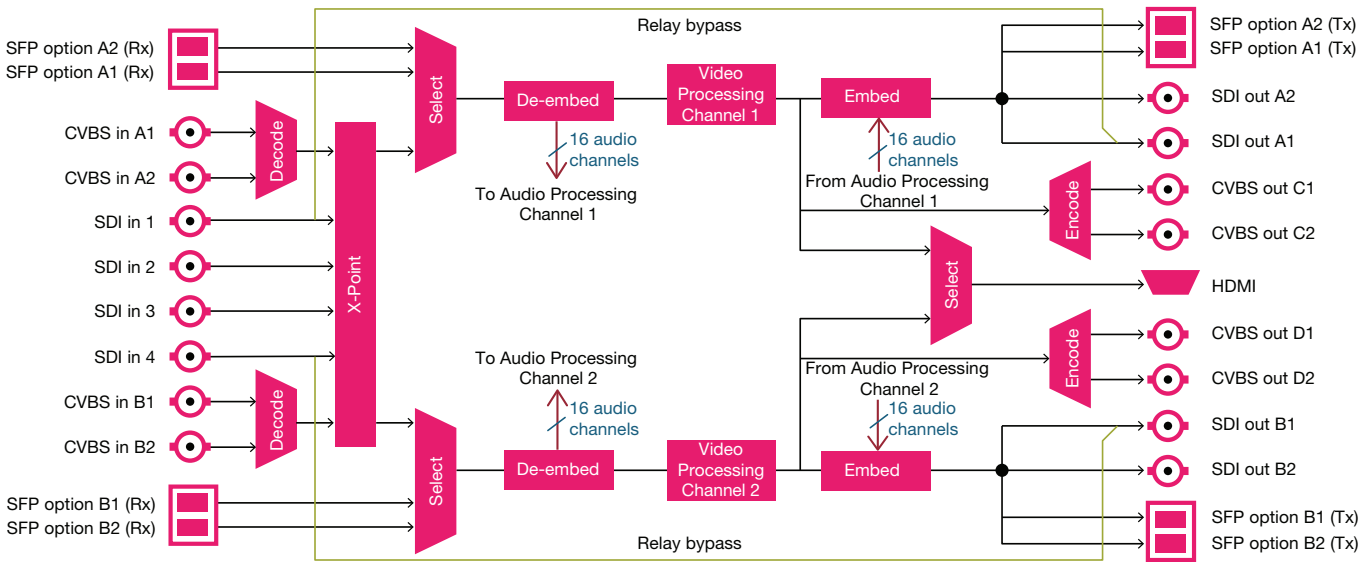 Relay bypass
SFP option A2 (Rx)
SFP option A1 (Rx)
CVBS in A1
CVBS in A2
SDI in 1
SDI in 2
SDI in 3
SDI in 4
CVBS in B1
CVBS in B2
SFP option B1 (Rx)
SFP option B2 (Rx)
Decode
Decode
X-Point
Select
Select
De-embed
16 audio
channels
To Audio Processing
Channel 1
Video
Processing
Channel 1
Embed
16 audio
channels
From Audio Processing
Channel 1
Encode
Select
To Audio Processing
Channel 2
16 audio
channels
De-embed
Video
Processing
Channel 2
From Audio Processing
Channel 2
16 audio
channels
Embed
Encode
SFP option A2 (Tx)
SFP option A1 (Tx)
SDI out A2
SDI out A1
CVBS out C1
CVBS out C2
HDMI
CVBS out D1
CVBS out D2
SDI out B1
SDI out B2
SFP option B1 (Tx)
SFP option B2 (Tx)
Relay bypass